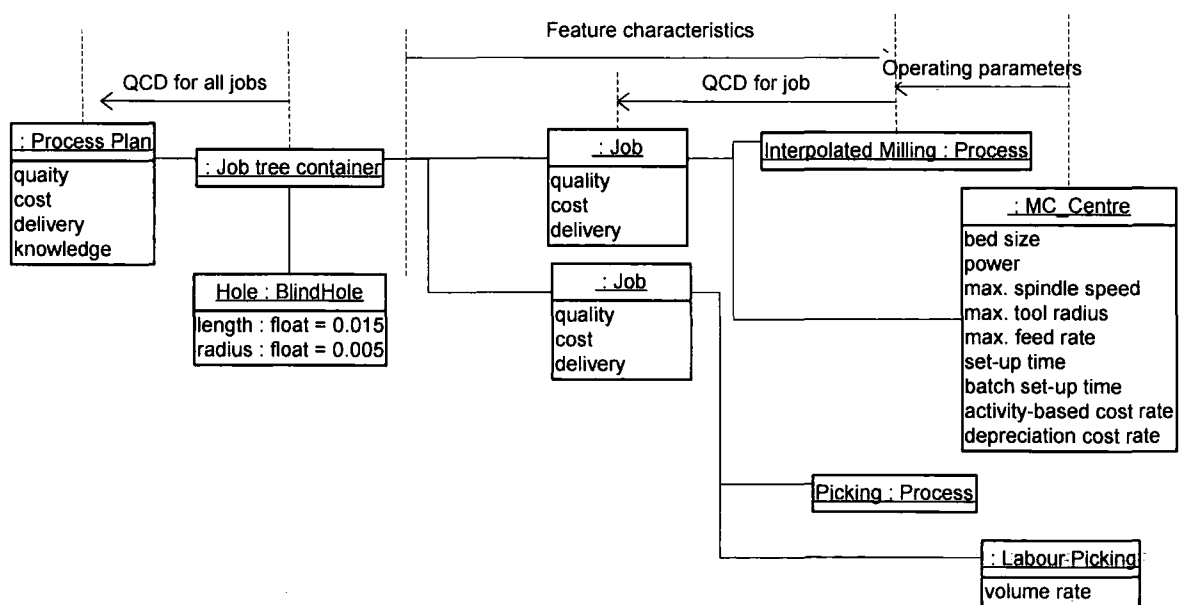 Feature characteristics
Operating parameters
QCD for all jobs
QCD for job
: Process Plan
quaity
cost
delivery
knowledge
: Job tree container
Hole : BlindHole
length : float = 0.015
radius : float = 0.005
: Job
quality
cost
delivery
: Job
quality
cost
delivery
Interpolated Milling : Process
: MC_Centre
bed size
power
max. spindle speed
max. tool radius
max. feed rate
set-up time
batch set-up time
activity-based cost rate
depreciation cost rate
Picking : Process
: Labour-Picking
volume rate